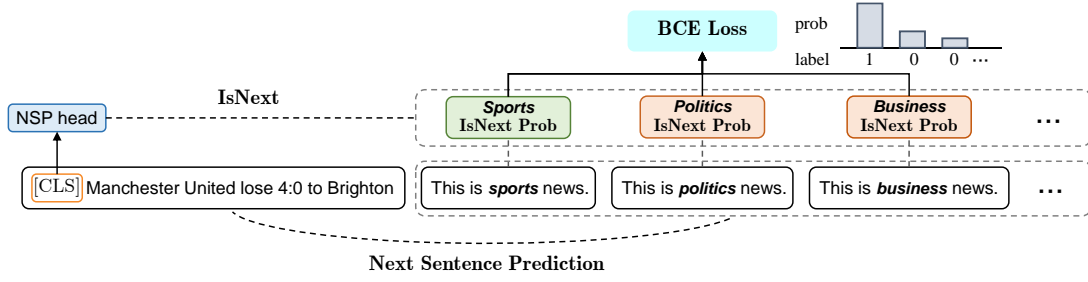 BCE Loss
prob
label 1 0 0 ...
IsNext
NSP head
Sports
IsNext Prob
Politics
IsNext Prob
Business
IsNext Prob
...
[CLS] Manchester United lose 4:0 to Brighton
This is sports news.
This is politics news.
This is business news.
...
Next Sentence Prediction